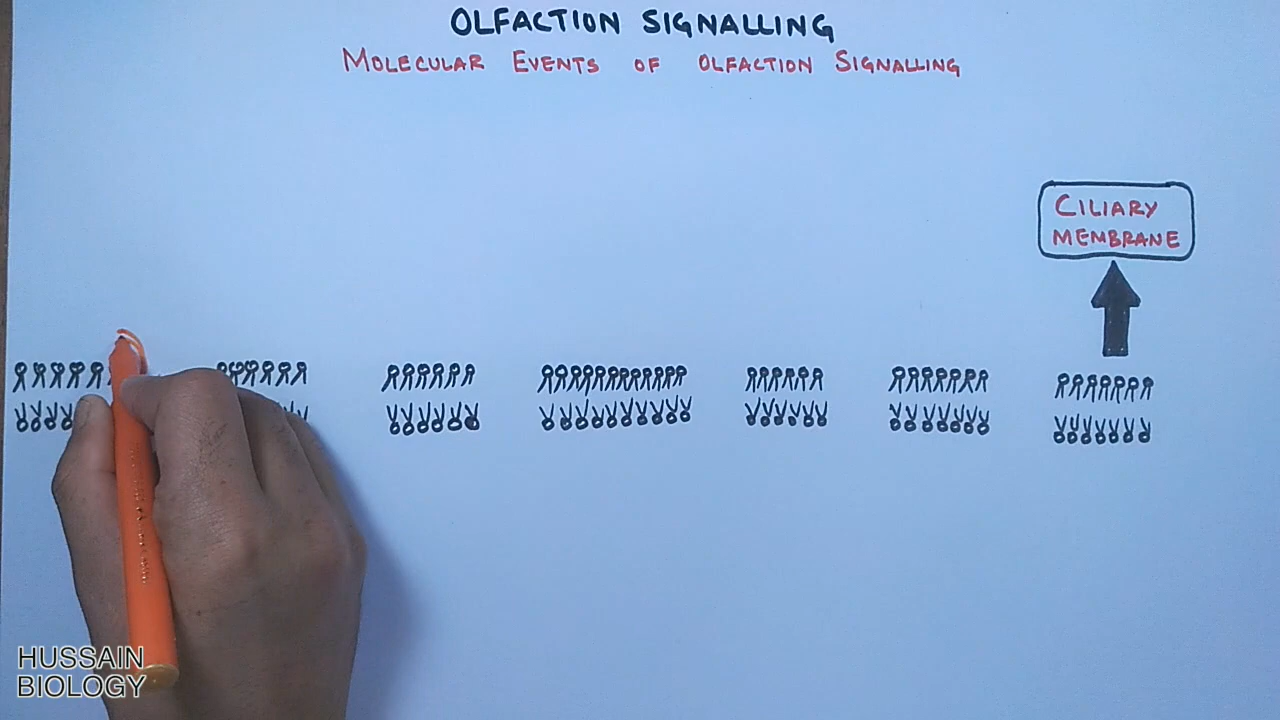 OLFACTION SIGNALLING
MOLECULAR EVENTS OF OLFACTION SIGNALLING
CILIARY
MEMBRANE
HUSSAIN
BIOLOGY